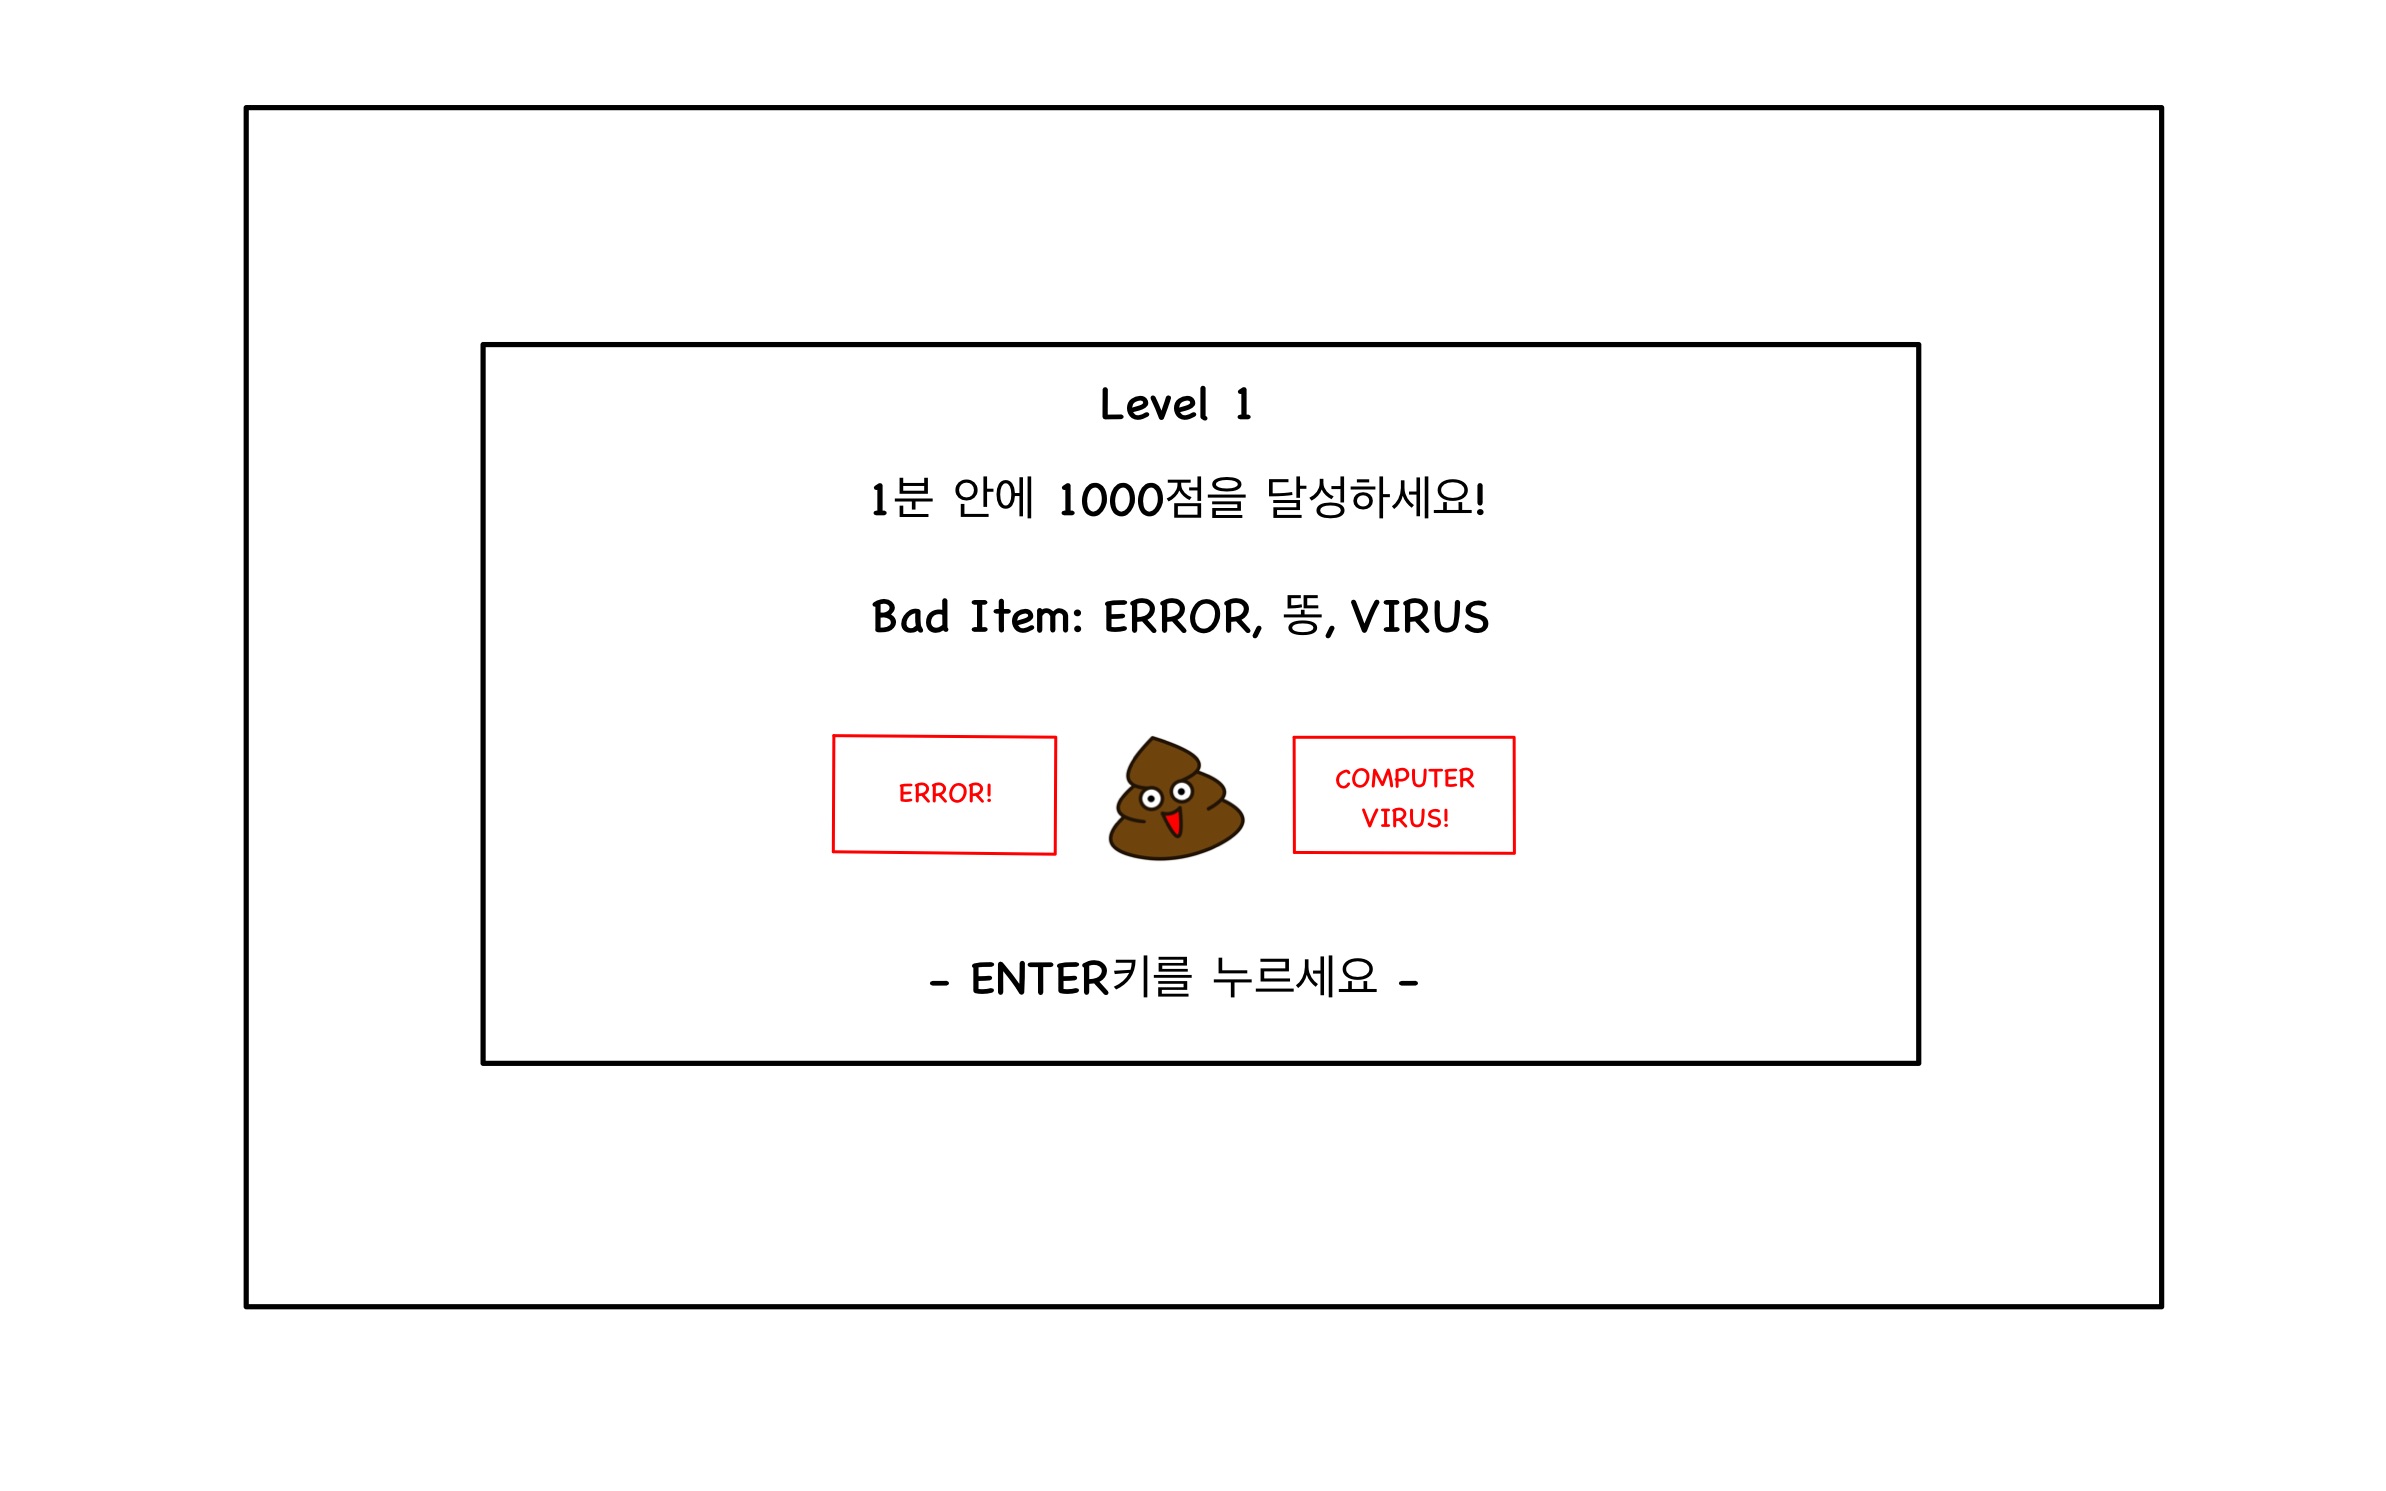 Level 1
1분 안에 1000점을 달성하세요!
Bad Item: ERROR, 똥, VIRUS
ERROR!
COMPUTER
VIRUS!
- ENTER키를 누르세요 -